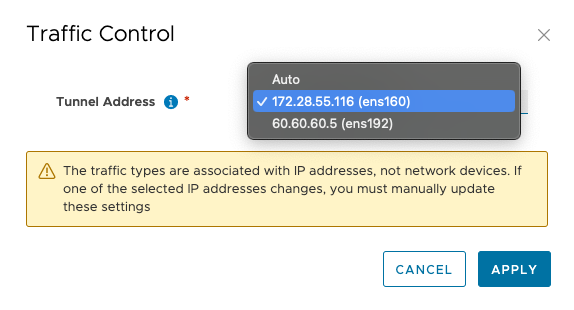 Traffic Control
Auto
Tunnel Address *
172.28.55.116 (ens160)
60.60.60.5 (ens192)
The traffic types are associated with IP addresses, not network devices. If
one of the selected IP addresses changes, you must manually update
these settings
CANCEL
APPLY